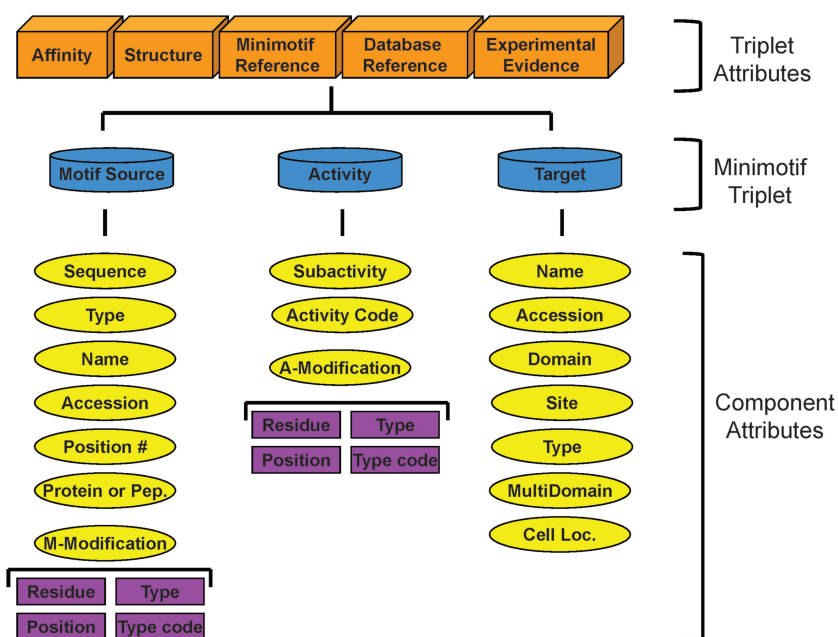 Affinity
Structure
Minimotif
Reference
Database
Reference
Experimental
Evidence
Triplet
Attributes
Motif Source
Activity
Target
Minimotif
Triplet
Sequence
Type
Name
Accession
Position #
Protein or Pep.
M-Modification
Residue
Type
Position
Type code
Subactivity
Activity Code
A-Modification
Residue
Type
Position
Type code
Name
Accession
Domain
Site
Type
MultiDomain
Cell Loc.
Component
Attributes